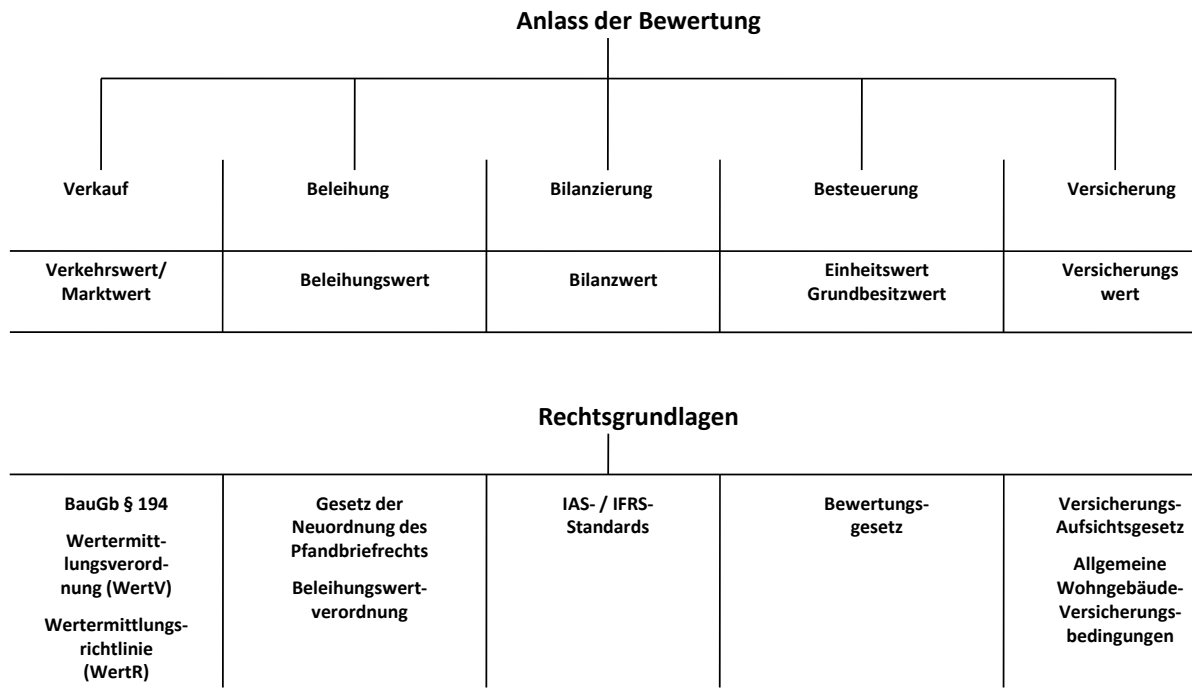 Anlass der Bewertung
Verkauf
Beleihung
Bilanzierung
Besteuerung
Versicherung
Verkehrswert/
Marktwert
Beleihungswert
Bilanzwert
Einheitswert
Grundbesitzwert
Versicherungs
wert
Rechtsgrundlagen
BauGb § 194
Wertermitt-
lungsverord-
nung (WertV)
Wertermittlungs-
richtlinie
(WertR)
Gesetz der
Neuordnung des
Pfandbriefrechts
Beleihungswert-
verordnung
IAS- / IFRS-
Standards
Bewertungs-
gesetz
Versicherungs-
Aufsichtsgesetz
Allgemeine
Wohngebäude-
Versicherungs-
bedingungen